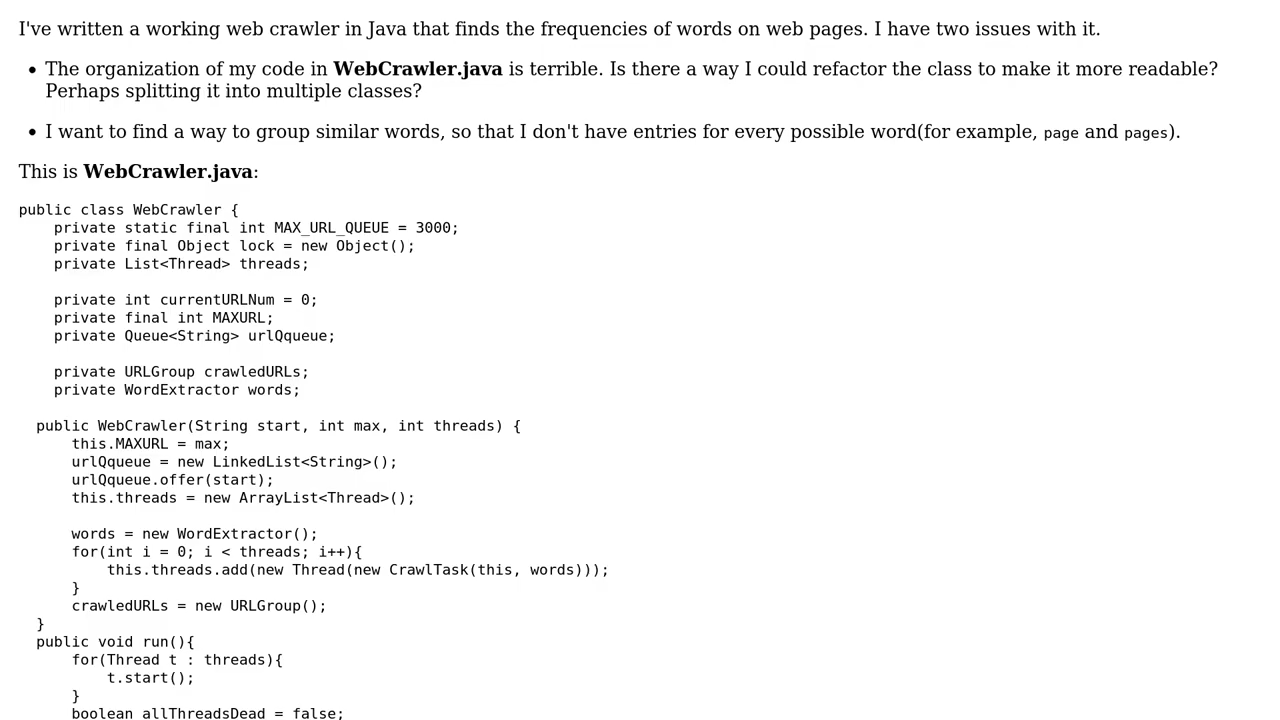 I've written a working web crawler in Java that finds the frequencies of words on web pages. I have two issues with it.
• The organization of my code in WebCrawler.java is terrible. Is there a way I could refactor the class to make it more readable?
Perhaps splitting it into multiple classes?
• I want to find a way to group similar words, so that I don't have entries for every possible word(for example, page and pages).
This is WebCrawler.java:
public class WebCrawler {
    private static final int MAX_URL_QUEUE = 3000;
    private final Object lock = new Object();
    private List<Thread> threads;

    private int currentURLNum = 0;
    private final int MAXURL;
    private Queue<String> urlQqueue;

    private URLGroup crawledURLs;
    private WordExtractor words;

  public WebCrawler(String start, int max, int threads) {
      this.MAXURL = max;
      urlQqueue = new LinkedList<String>();
      urlQqueue.offer(start);
      this.threads = new ArrayList<Thread>();

      words = new WordExtractor();
      for(int i = 0; i < threads; i++){
          this.threads.add(new Thread(new CrawlTask(this, words)));
      }
      crawledURLs = new URLGroup();
  }
  public void run(){
      for(Thread t : threads){
          t.start();
      }
      boolean allThreadsDead = false;